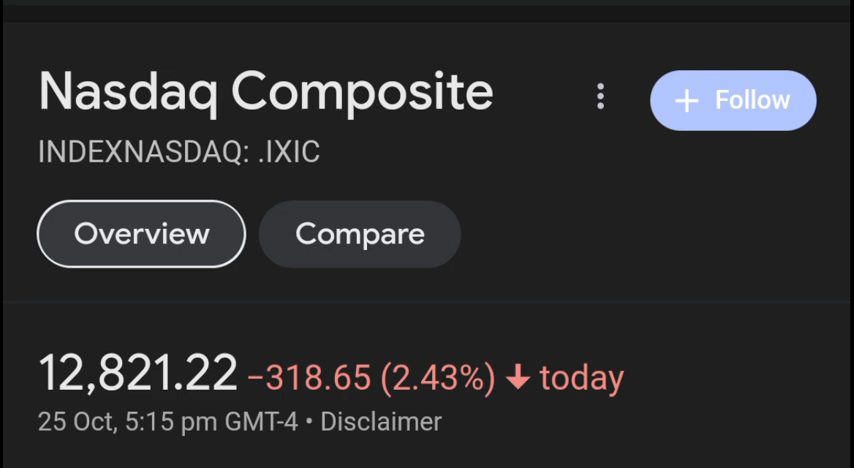 Nasdaq Composite
+ Follow
INDEXNASDAQ: .IXIC
Overview Compare
12,821.22 −318.65 (2.43%) ↓ today
25 Oct, 5:15 pm GMT-4 • Disclaimer